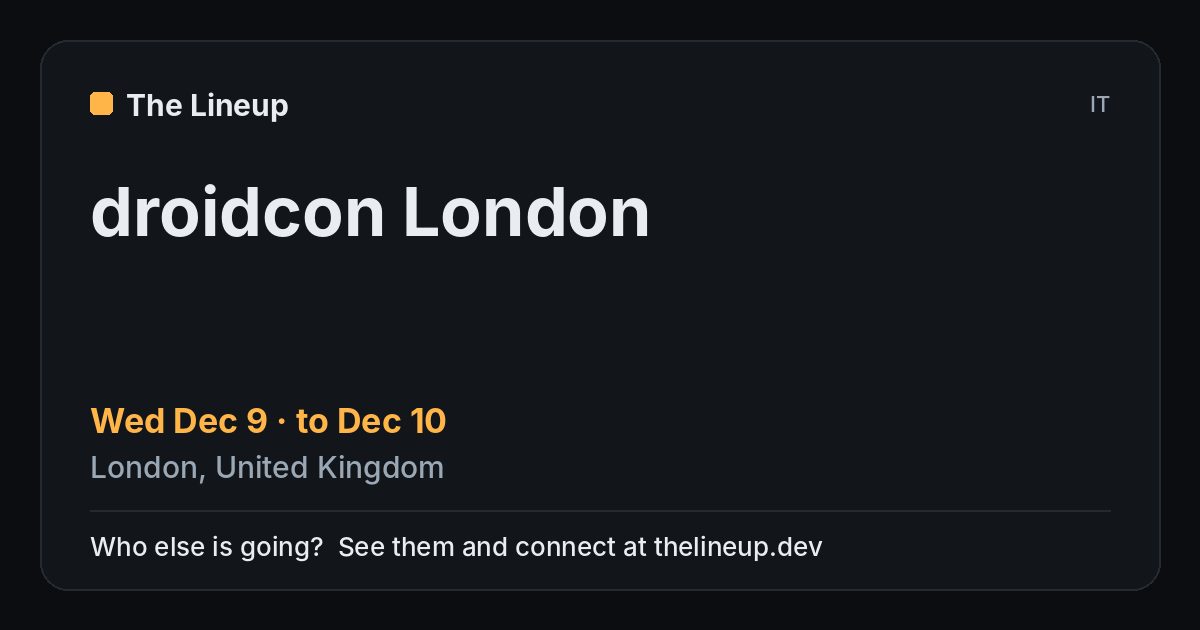 The Lineup
IT
droidcon London
Wed Dec 9 · to Dec 10
London, United Kingdom
Who else is going?  See them and connect at thelineup.dev